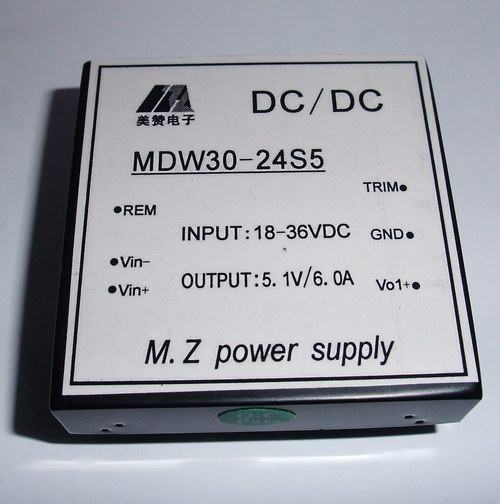 DC/DC
美赞电子
MDW30-24S5
TRIM
REM
INPUT:18-36VDC
GND
Vin-
Vin+
OUTPUT:5.1V/6.0A
Vo1+
M.Z power supply